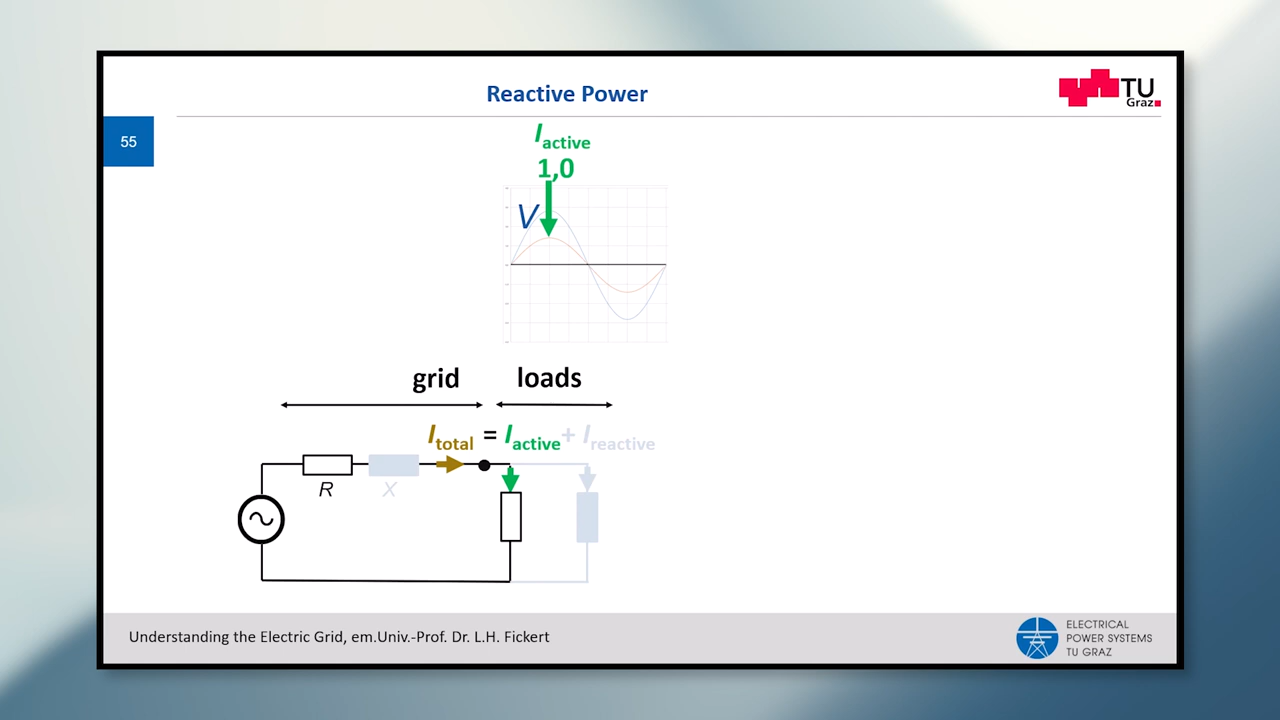 Reactive Power
TU
Graz
55
I active
1,0
V
grid
loads
I total = I active + I reactive
R
X
Understanding the Electric Grid, em.Univ.-Prof. Dr. L.H. Fickert
ELECTRICAL
POWER SYSTEMS
TU GRAZ